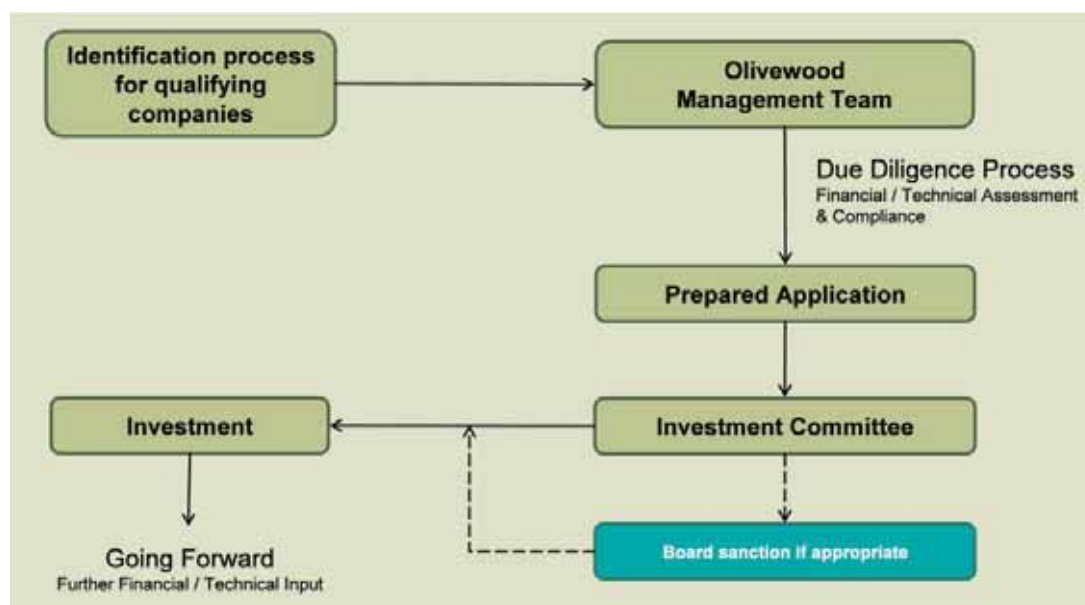 Identification process
for qualifying
companies
Olivewood
Management Team
Due Diligence Process
Financial / Technical Assessment
& Compliance
Prepared Application
Investment
Investment Committee
Going Forward
Further Financial / Technical Input
Board sanction if appropriate